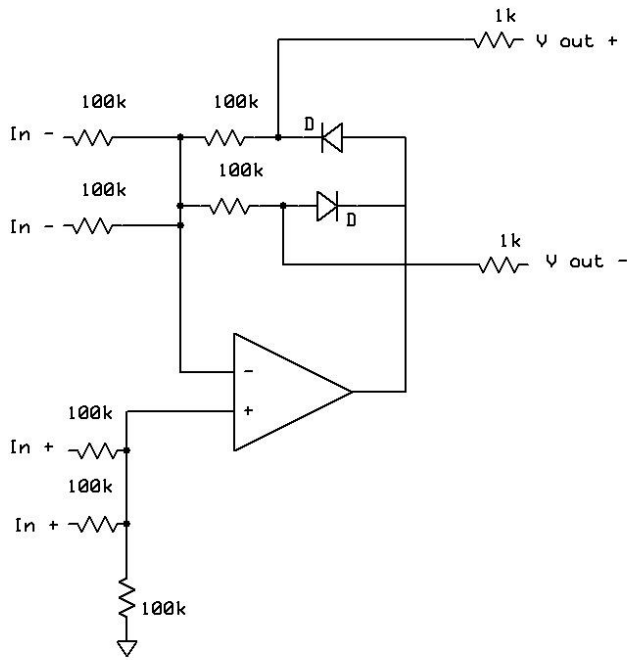 1k
V out +
100k
100k
D
In -
100k
100k
In -
D
1k
V out -
-
+
100k
In +
100k
In +
100k